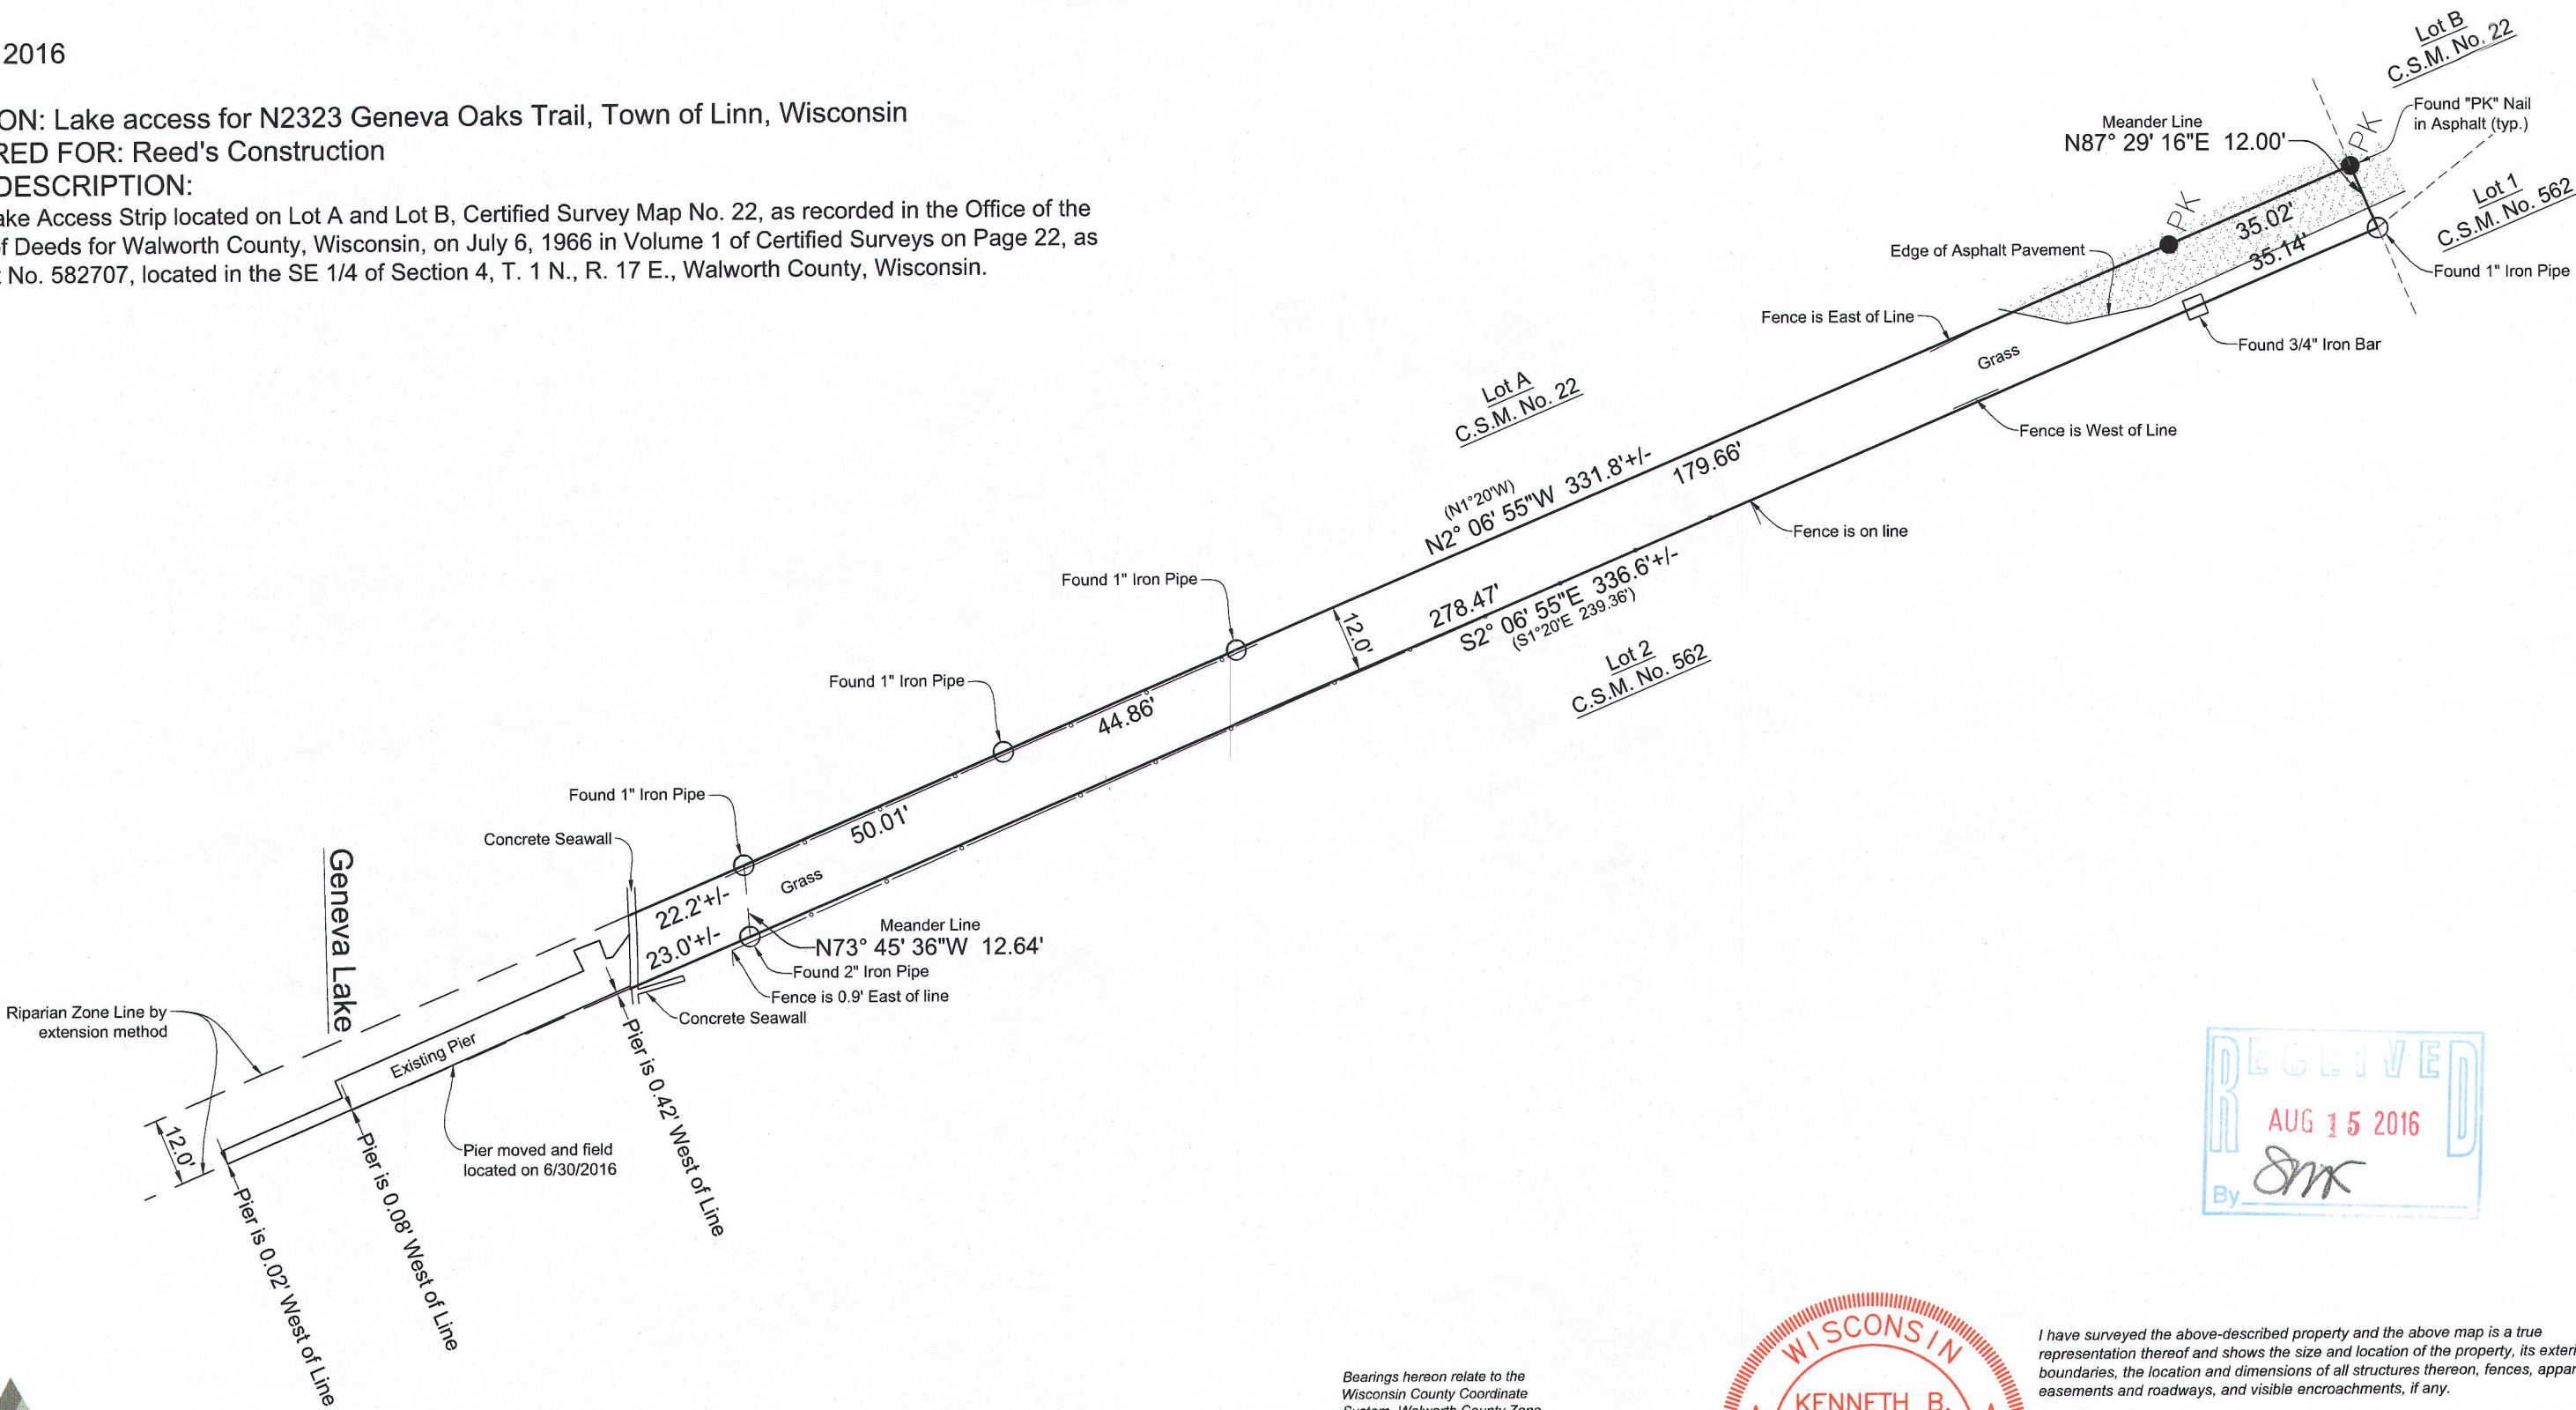 2016
ON: Lake access for N2323 Geneva Oaks Trail, Town of Linn, Wisconsin
RED FOR: Reed's Construction
DESCRIPTION:
ake Access Strip located on Lot A and Lot B, Certified Survey Map No. 22, as recorded in the Office of the
f Deeds for Walworth County, Wisconsin, on July 6, 1966 in Volume 1 of Certified Surveys on Page 22, as
No. 582707, located in the SE 1/4 of Section 4, T. 1 N., R. 17 E., Walworth County, Wisconsin.
Lot B
C.S.M. No. 22
Found "PK" Nail
in Asphalt (typ.)
Meander Line
N87° 29' 16"E 12.00'
PK
PK
Lot 1
C.S.M. No. 562
35.02'
35.14'
Edge of Asphalt Pavement
Found 1" Iron Pipe
Fence is East of Line
Found 3/4" Iron Bar
Grass
Lot A
C.S.M. No. 22
Fence is West of Line
(N1°20'W)
N2° 06' 55"W 331.8'+/-
179.66'
Fence is on line
278.47'
S2° 06' 55"E 336.6'+/-
(S1°20'E 239.36')
12.0'
Lot 2
C.S.M. No. 562
Found 1" Iron Pipe
Found 1" Iron Pipe
44.86'
Found 1" Iron Pipe
50.01'
Concrete Seawall
Grass
22.2'+/-
23.0'+/-
Meander Line
N73° 45' 36"W 12.64'
Found 2" Iron Pipe
Fence is 0.9' East of line
Concrete Seawall
Geneva Lake
Riparian Zone Line by
extension method
Existing Pier
12.0'
Pier moved and field
located on 6/30/2016
Pier is 0.42' West of Line
Pier is 0.08' West of Line
Pier is 0.02' West of Line
RECEIVED
AUG 15 2016
By SMK
Bearings hereon relate to the
Wisconsin County Coordinate
System, Walworth County Zone
WISCONSIN
KENNETH B.
I have surveyed the above-described property and the above map is a true
representation thereof and shows the size and location of the property, its exteri
boundaries, the location and dimensions of all structures thereon, fences, appar
easements and roadways, and visible encroachments, if any.